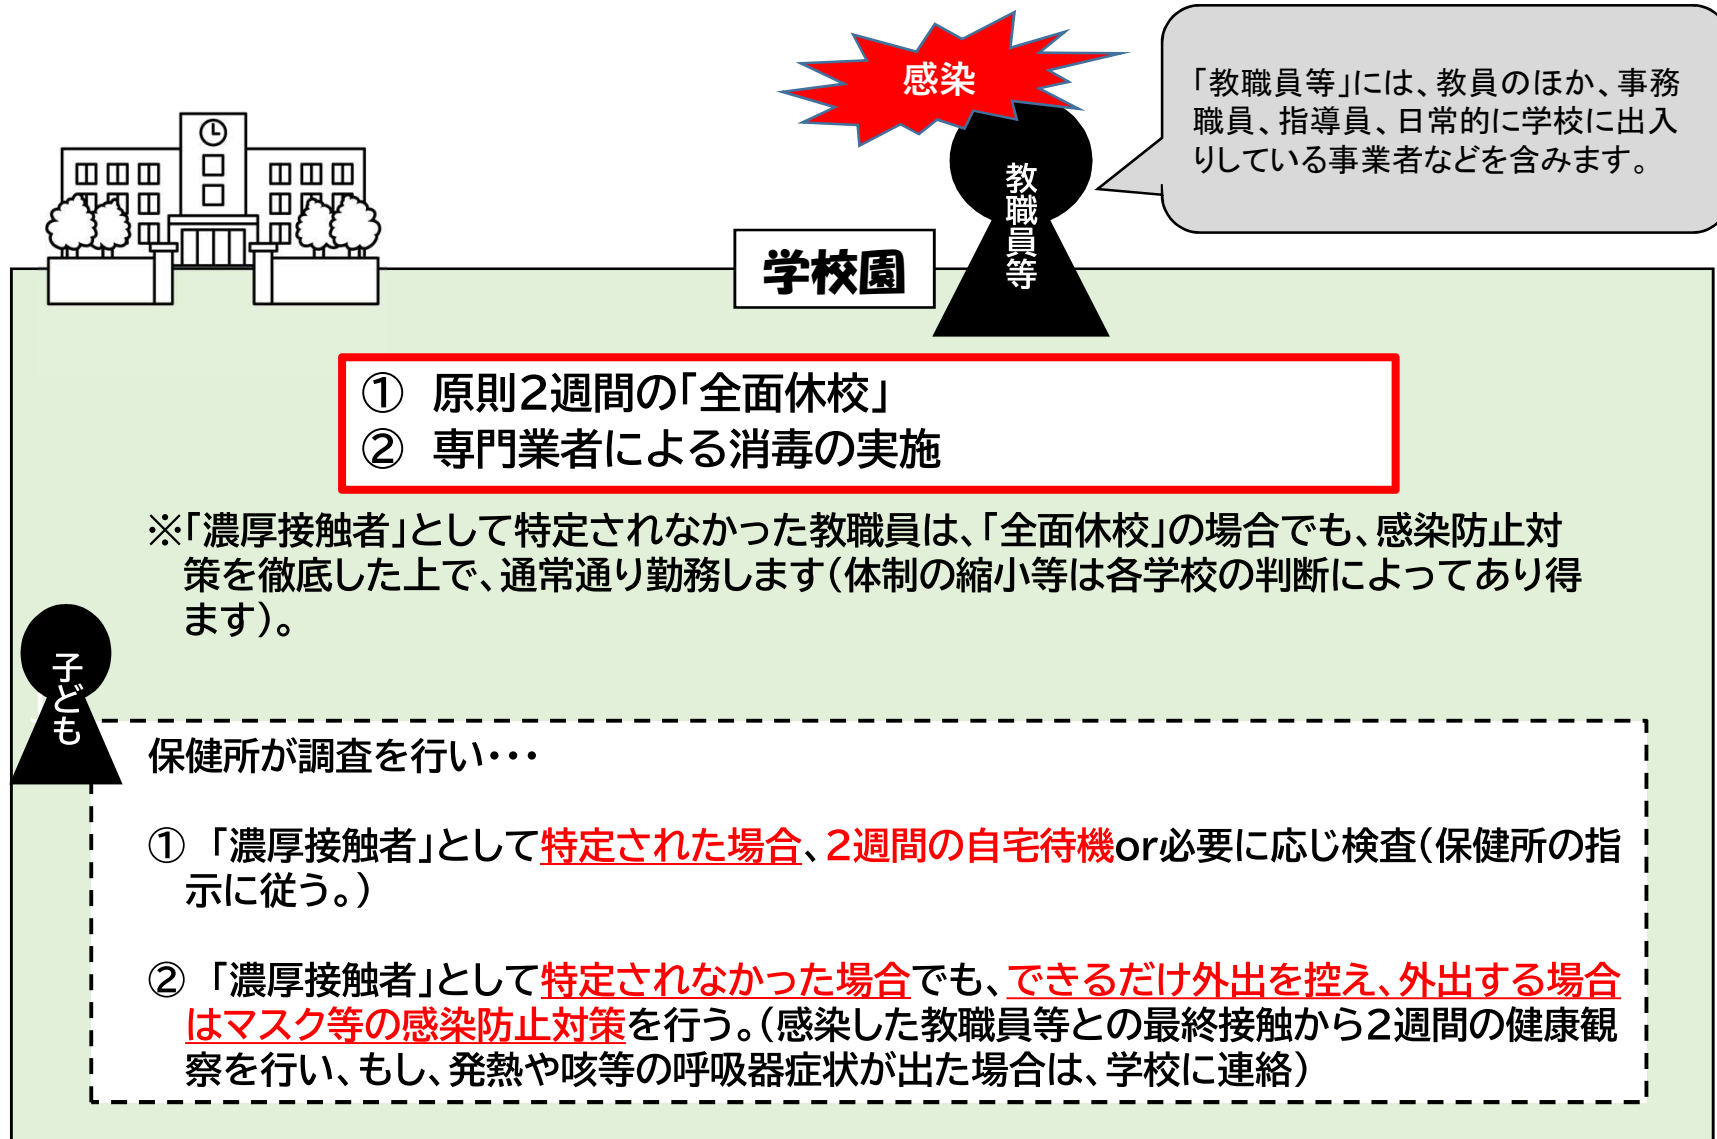 感染
「教職員等」には、教員のほか、事務
職員、指導員、日常的に学校に出入
りしている事業者などを含みます。
教職員等
学校園
① 原則2週間の「全面休校」
② 専門業者による消毒の実施
※「濃厚接触者」として特定されなかった教職員は、「全面休校」の場合でも、感染防止対
策を徹底した上で、通常通り勤務します(体制の縮小等は各学校の判断によってあり得
ます)。
子ども
保健所が調査を行い・・・
① 「濃厚接触者」として特定された場合、2週間の自宅待機or必要に応じ検査(保健所の指
示に従う。)
② 「濃厚接触者」として特定されなかった場合でも、できるだけ外出を控え、外出する場合
はマスク等の感染防止対策を行う。(感染した教職員等との最終接触から2週間の健康観
察を行い、もし、発熱や咳等の呼吸器症状が出た場合は、学校に連絡)